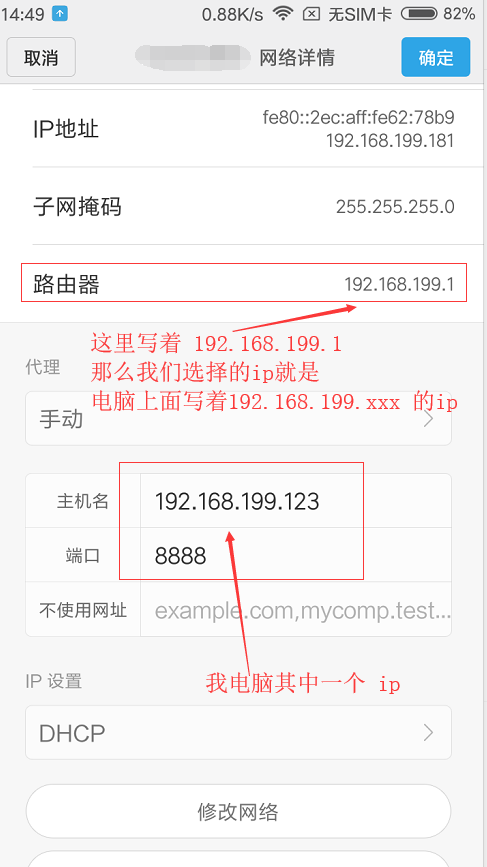 14:49 0.88K/s 无SIM卡 82%
取消 网络详情 确定
IP地址 fe80::2ec:aff:fe62:78b9
192.168.199.181
子网掩码 255.255.255.0
路由器 192.168.199.1
这里写着 192.168.199.1
代理 那么我们选择的ip就是
手动 电脑上面写着192.168.199.xxx 的ip
主机名 192.168.199.123
端口 8888
不使用网址 example.com,mycomp.test...
我电脑其中一个 ip
IP 设置
DHCP
修改网络